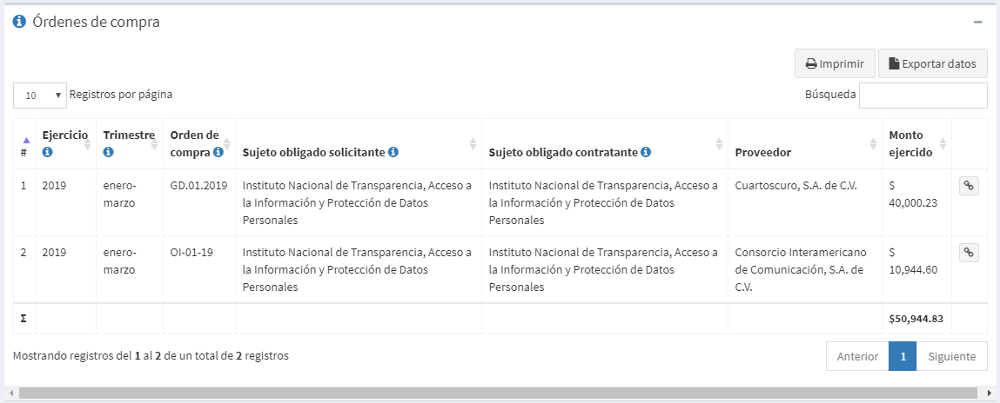 Órdenes de compra
Imprimir
Exportar datos
10
Registros por página
Búsqueda
#
Ejercicio
Trimestre
Orden de
compra
Sujeto obligado solicitante
Sujeto obligado contratante
Proveedor
Monto
ejercido
1
2019
enero-
marzo
GD.01.2019
Instituto Nacional de Transparencia, Acceso a
la Información y Protección de Datos
Personales
Instituto Nacional de Transparencia, Acceso a
la Información y Protección de Datos
Personales
Cuartoscuro, S.A. de C.V.
$
40,000.23
2
2019
enero-
marzo
OI-01-19
Instituto Nacional de Transparencia, Acceso a
la Información y Protección de Datos
Personales
Instituto Nacional de Transparencia, Acceso a
la Información y Protección de Datos
Personales
Consorcio Interamericano
de Comunicación, S.A. de
C.V.
$
10,944.60
Σ
$50,944.83
Mostrando registros del 1 al 2 de un total de 2 registros
Anterior
1
Siguiente